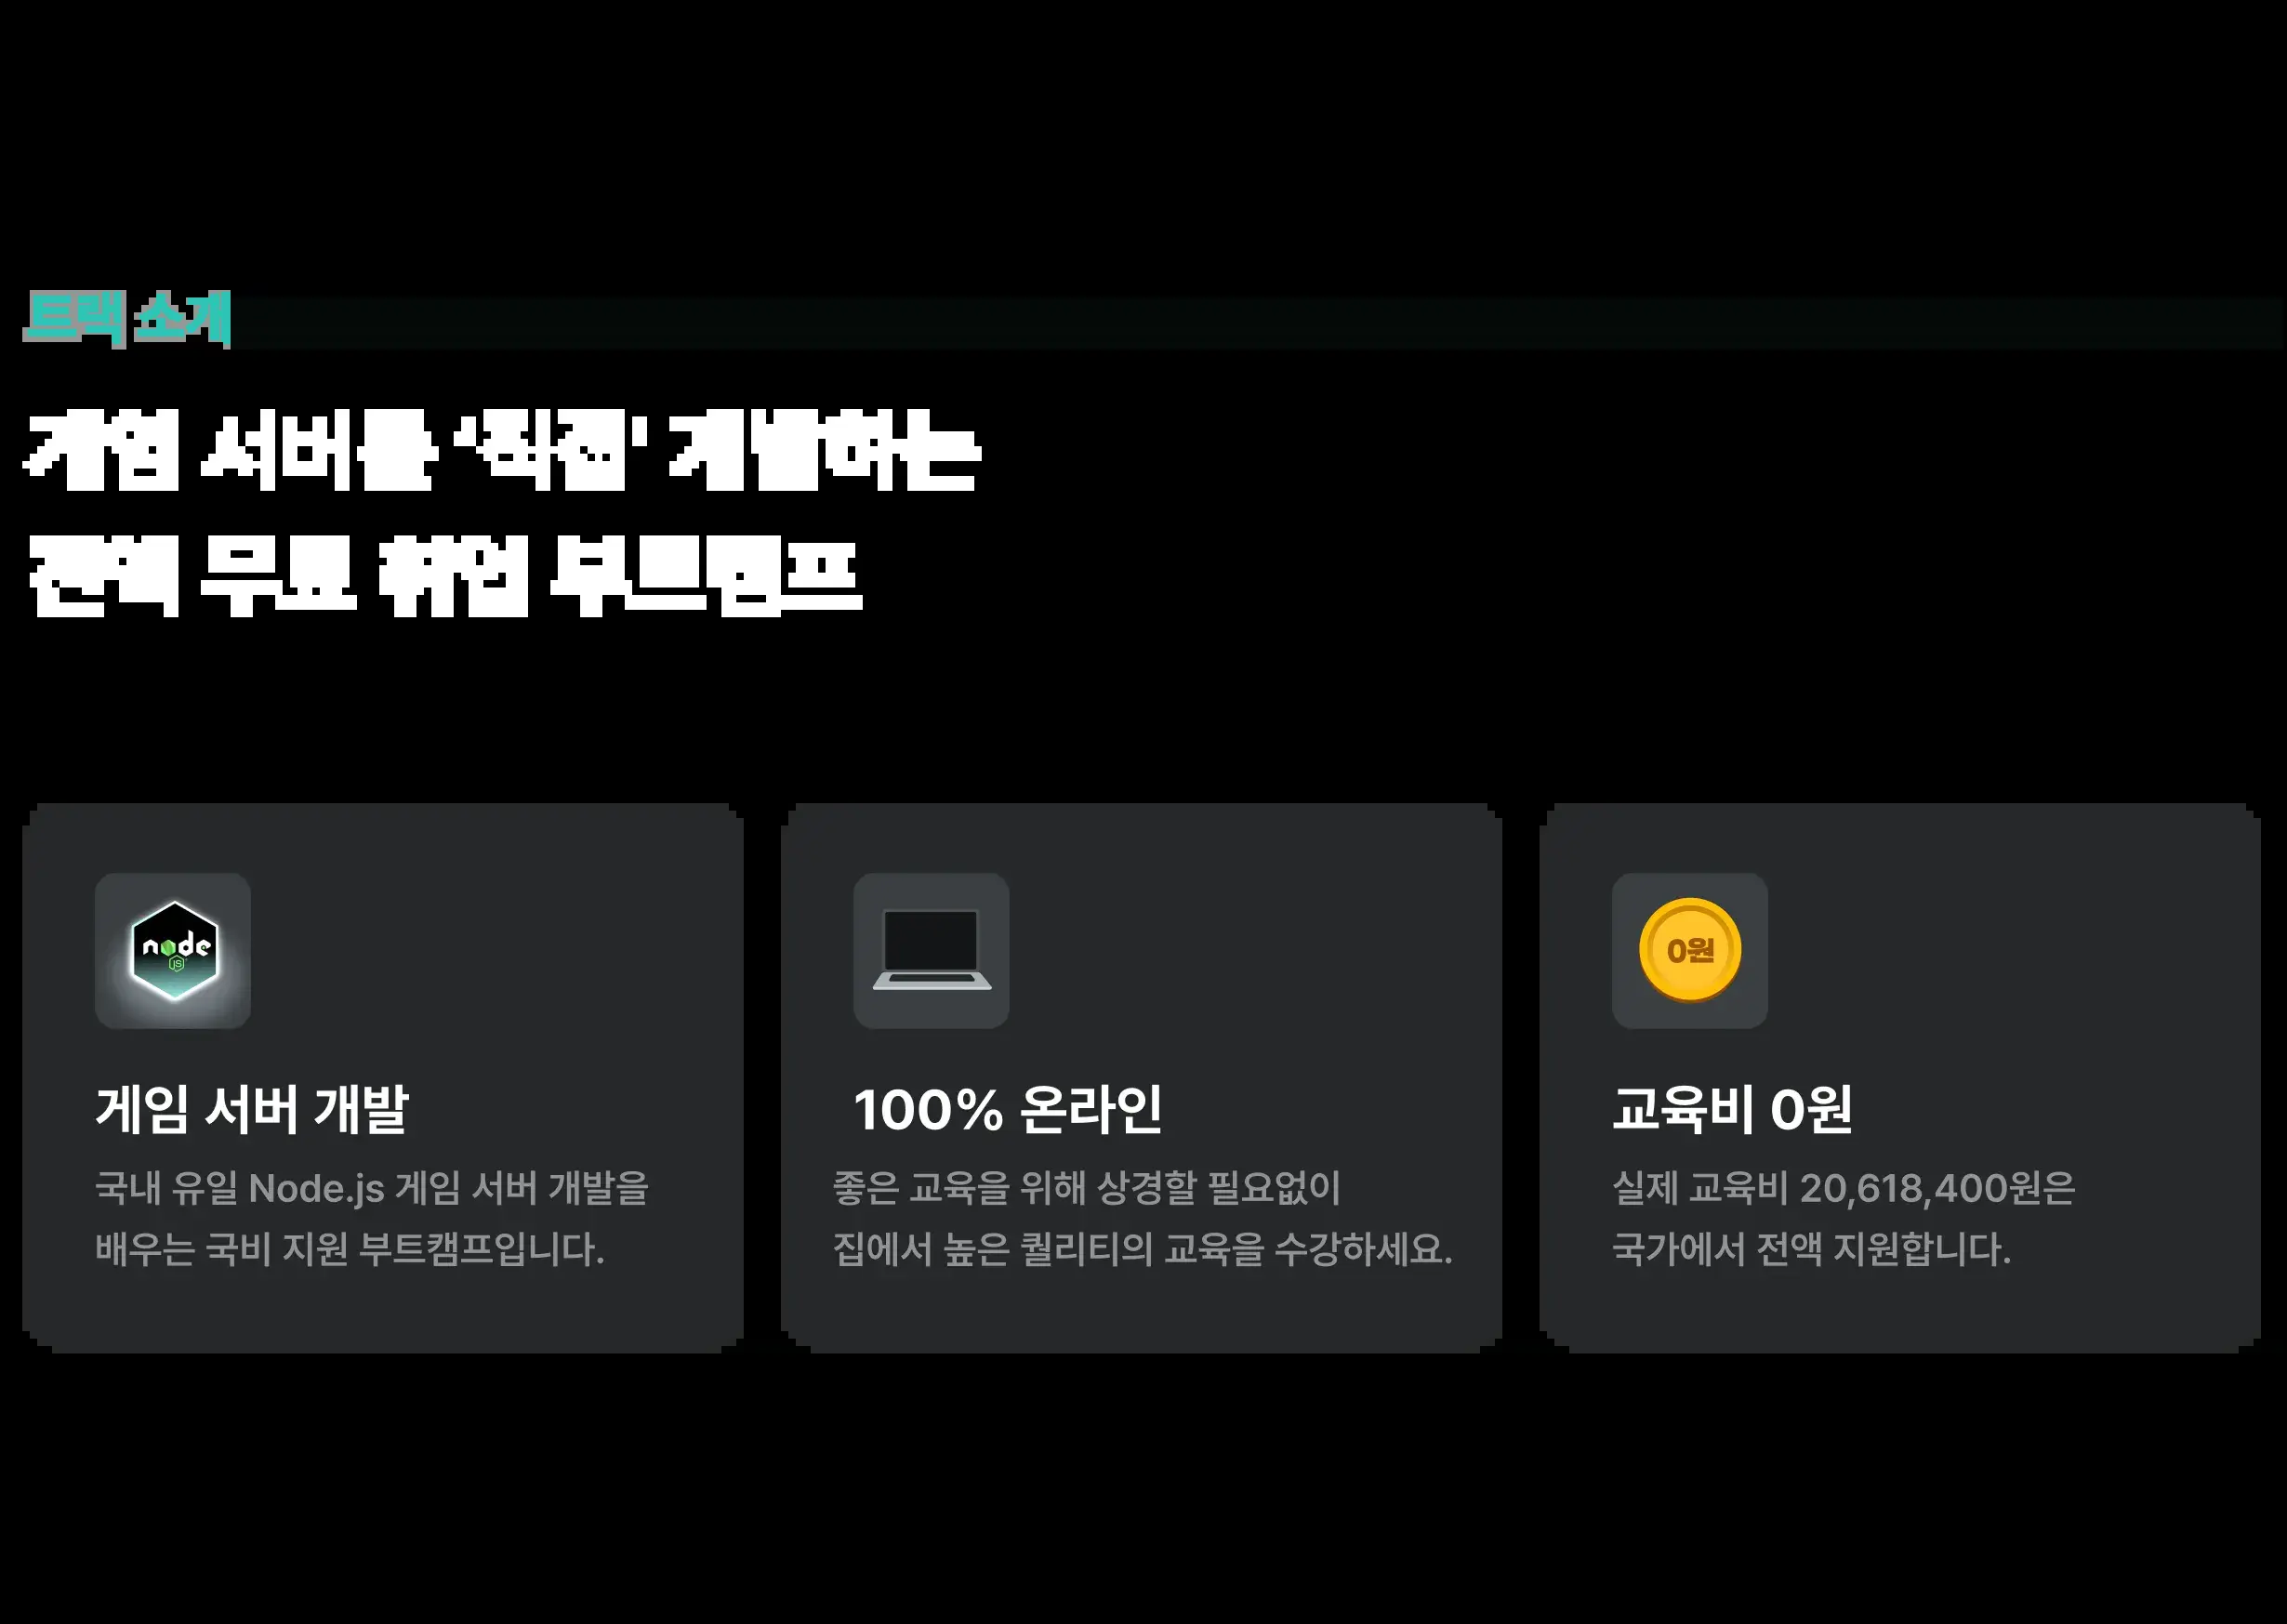 트랙 소개
게임 서버를 '직접' 개발하는
전액 무료 취업 부트캠프
node
JS
0원
게임 서버 개발
국내 유일 Node.js 게임 서버 개발을
배우는 국비 지원 부트캠프입니다.
100% 온라인
좋은 교육을 위해 상경할 필요없이
집에서 높은 퀄리티의 교육을 수강하세요.
교육비 0원
실제 교육비 20,618,400원은
국가에서 전액 지원합니다.